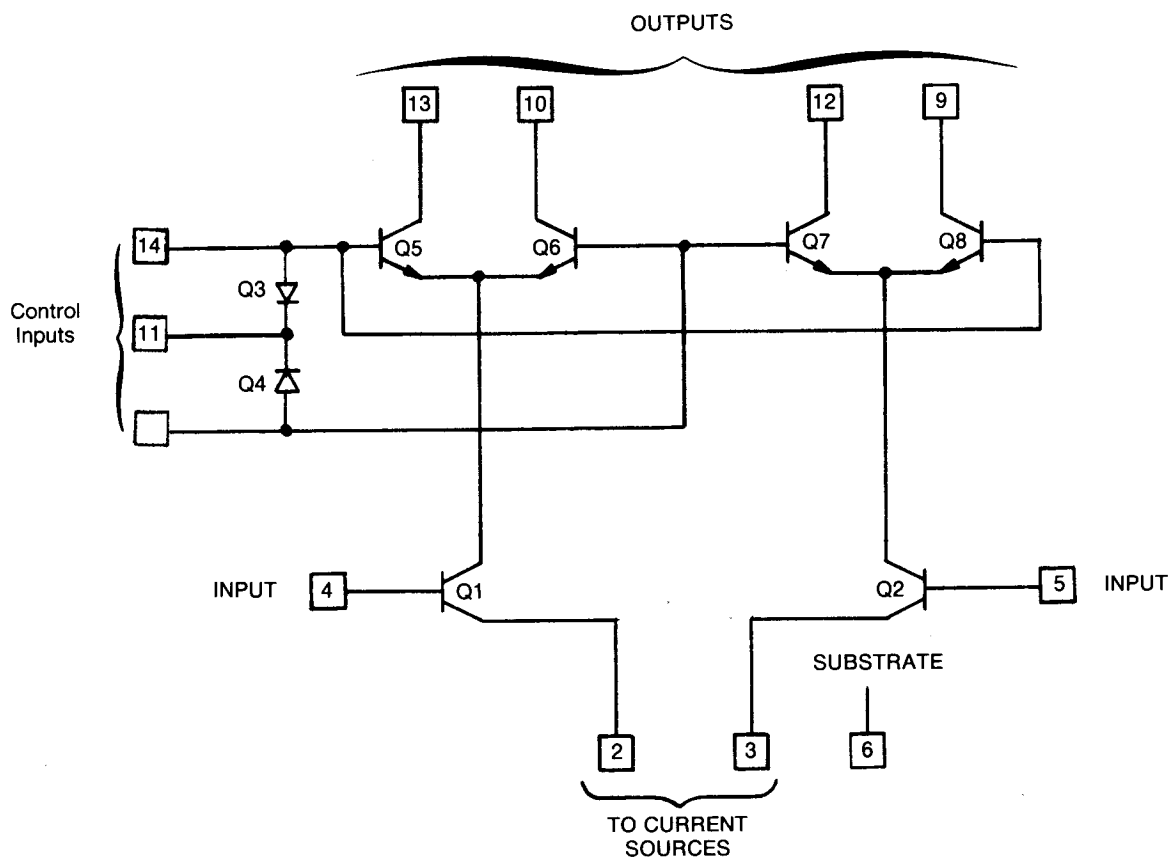 OUTPUTS
13
10
12
9
14
Q5
Q6
Q7
Q8
Q3
Control
Inputs
11
Q4
INPUT
4
Q1
Q2
5
INPUT
SUBSTRATE
2
3
6
TO CURRENT
SOURCES